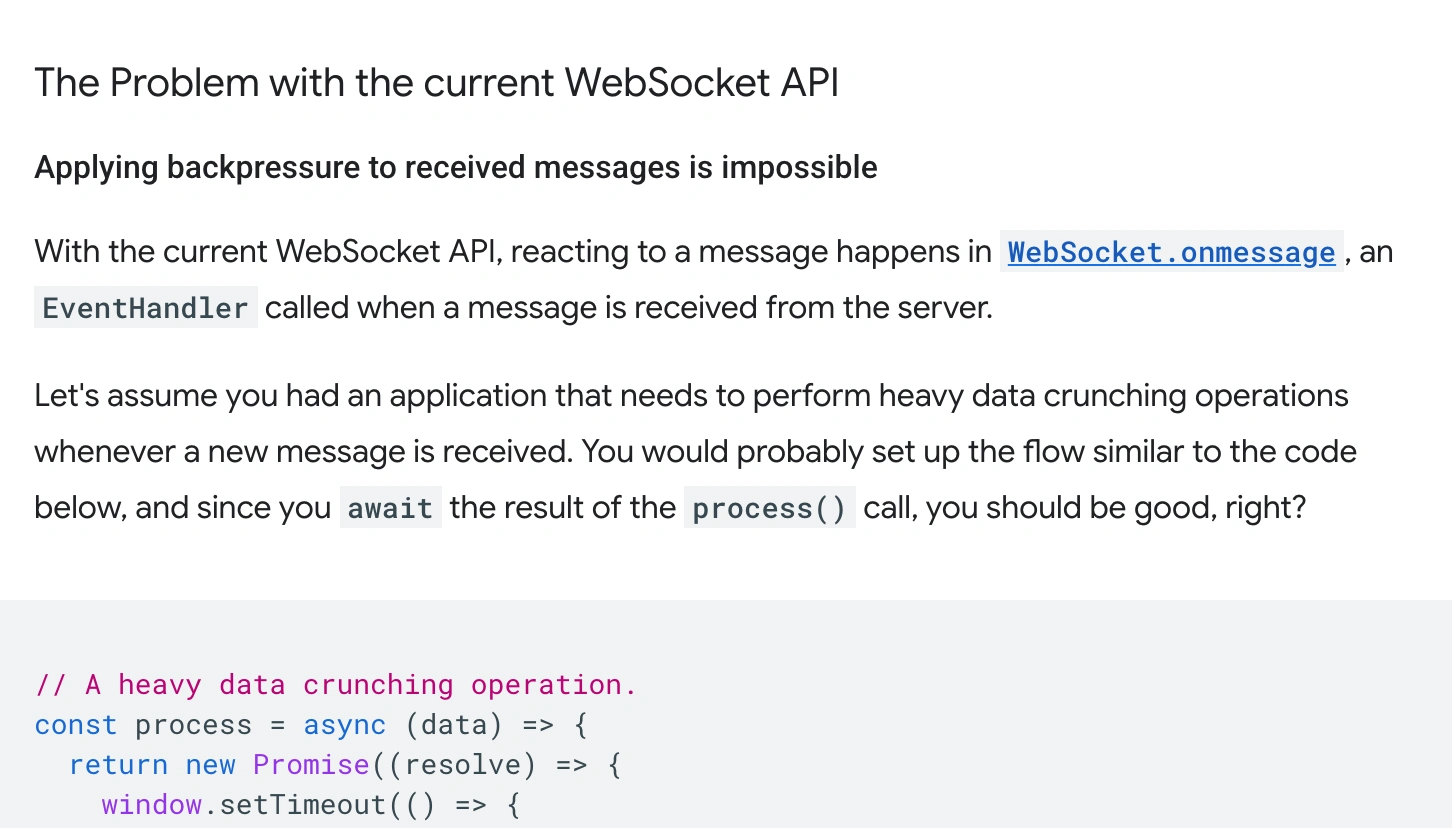 The Problem with the current WebSocket API
Applying backpressure to received messages is impossible
With the current WebSocket API, reacting to a message happens in WebSocket.onmessage, an
EventHandler called when a message is received from the server.
Let's assume you had an application that needs to perform heavy data crunching operations
whenever a new message is received. You would probably set up the flow similar to the code
below, and since you await the result of the process() call, you should be good, right?
// A heavy data crunching operation.
const process = async (data) => {
  return new Promise((resolve) => {
    window.setTimeout(() => {